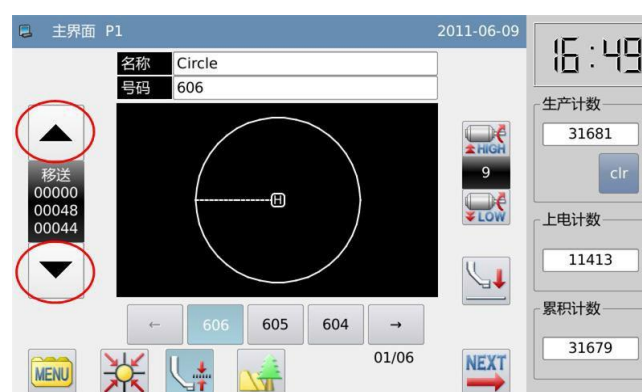 主界面 P1
2011-06-09
16:49
名称
Circle
号码
606
移送
00000
00048
00044
H
HIGH
9
LOW
生产计数
31681
clr
上电计数
11413
累积计数
31679
←
606
605
604
→
01/06
MENU
NEXT